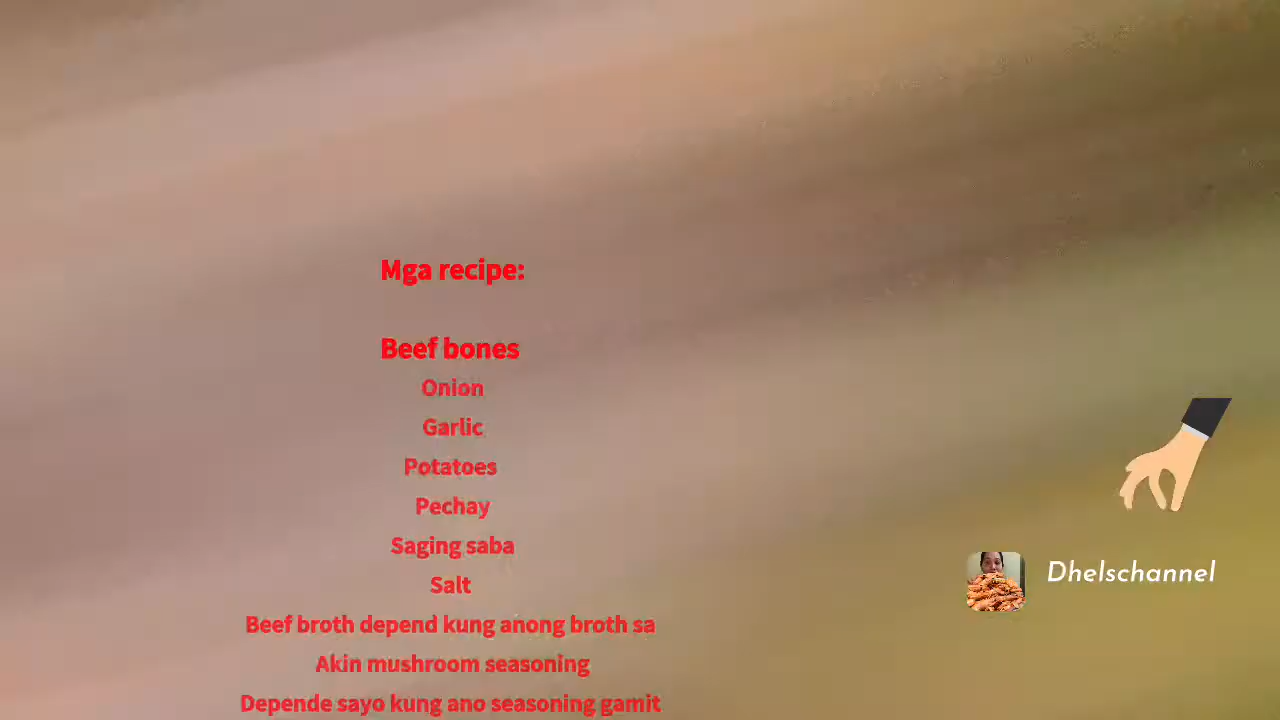 Mga recipe:
Beef bones
Onion
Garlic
Potatoes
Pechay
Saging saba
Salt
Beef broth depend kung anong broth sa
Akin mushroom seasoning
Depende sayo kung ano seasoning gamit
Dhelschannel